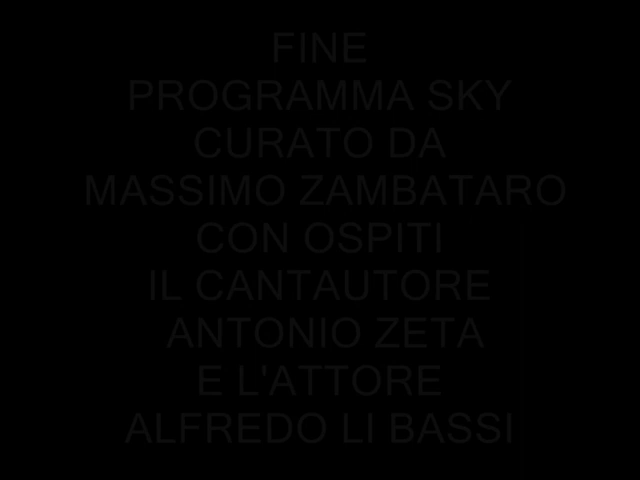 FINE
PROGRAMMA SKY
CURATO DA
MASSIMO ZAMBATARO
CON OSPITI
IL CANTAUTORE
ANTONIO ZETA
E L'ATTORE
ALFREDO LI BASSI